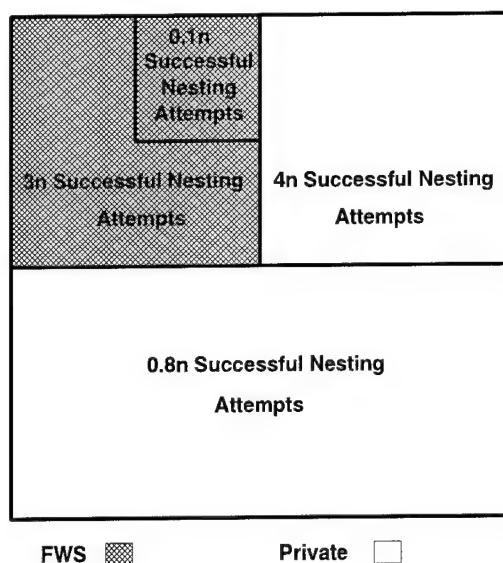 0.1n
Successful
Nesting
Attempts
3n Successful Nesting
Attempts
4n Successful Nesting
Attempts
0.8n Successful Nesting
Attempts
FWS
Private